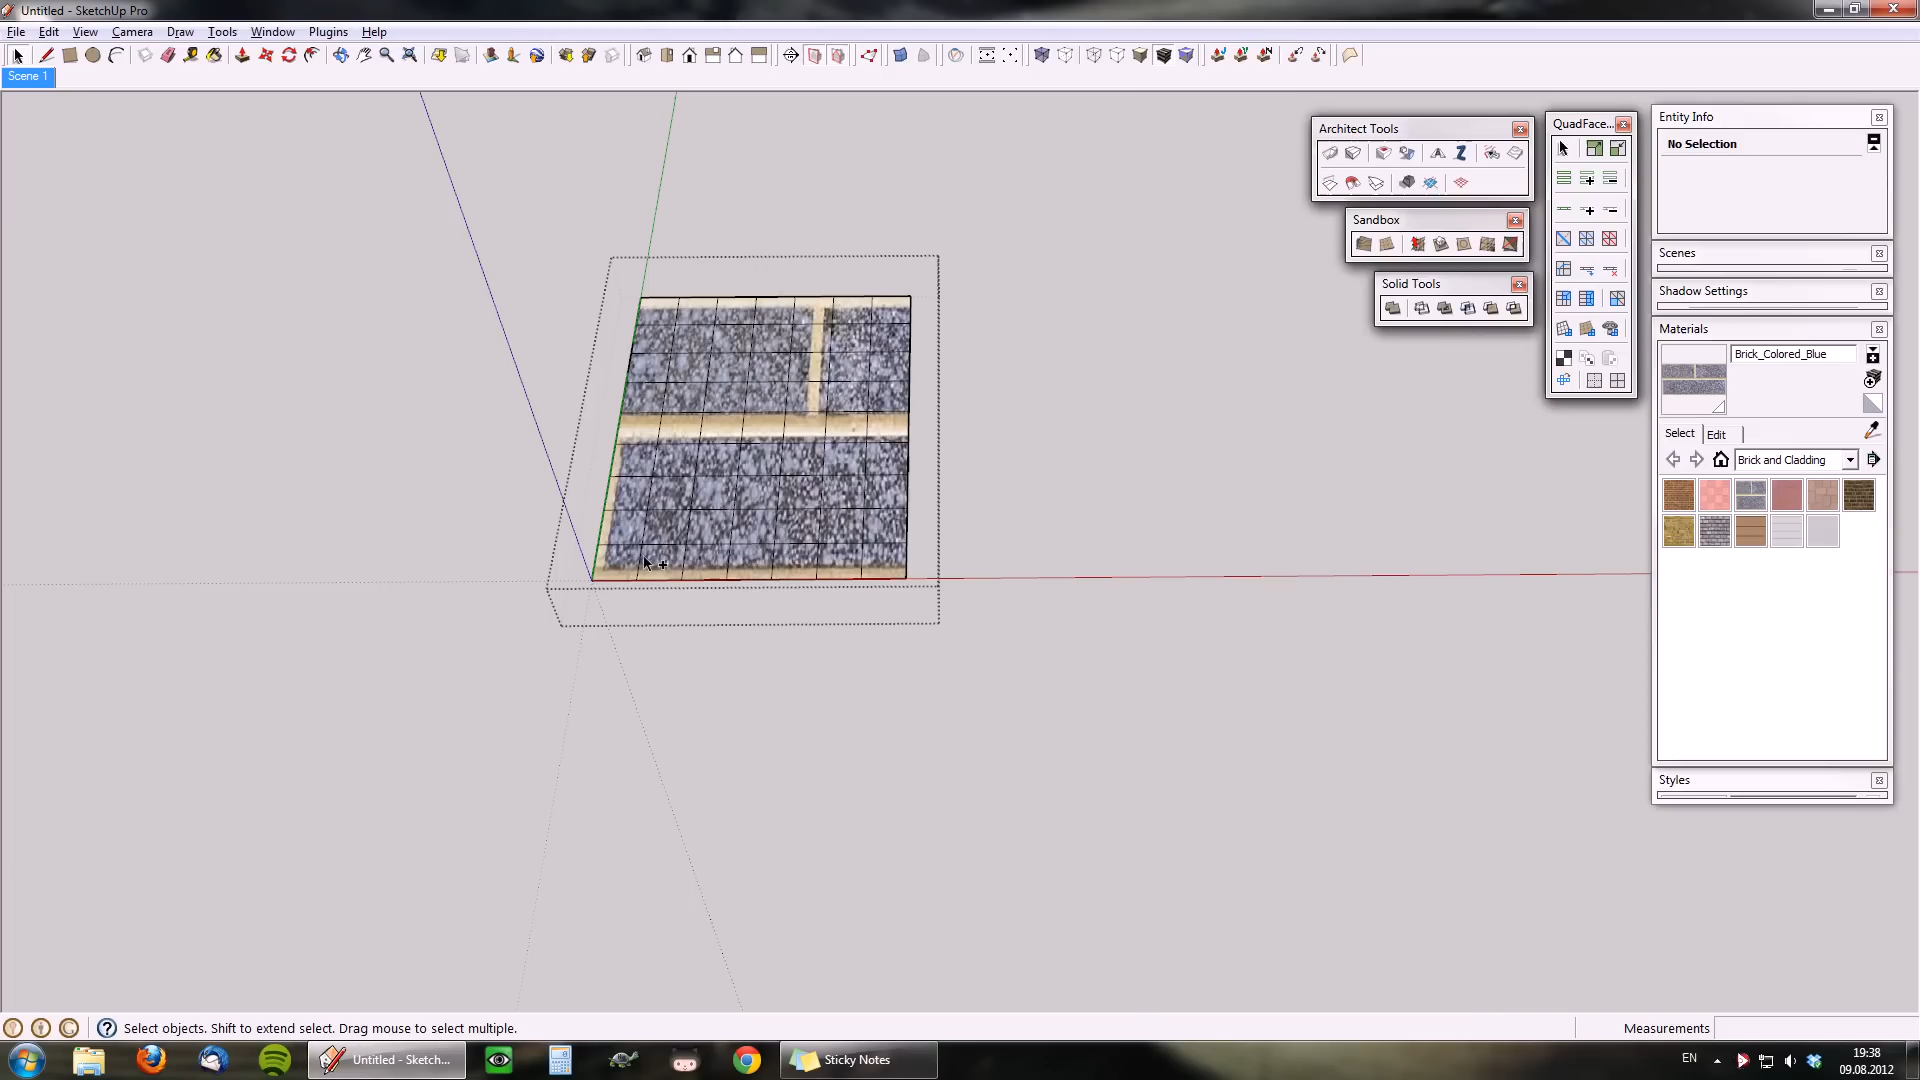 Untitled - SketchUp Pro
File Edit View Camera Draw Tools Window Plugins Help
Scene 1
Architect Tools
Sandbox
Solid Tools
QuadFace...
Entity Info
No Selection
Scenes
Shadow Settings
Materials
Brick_Colored_Blue
Select Edit
Brick and Cladding
Styles
Select objects. Shift to extend select. Drag mouse to select multiple.
Measurements
Untitled - Sketch...
Sticky Notes
EN
19:38
09.08.2012